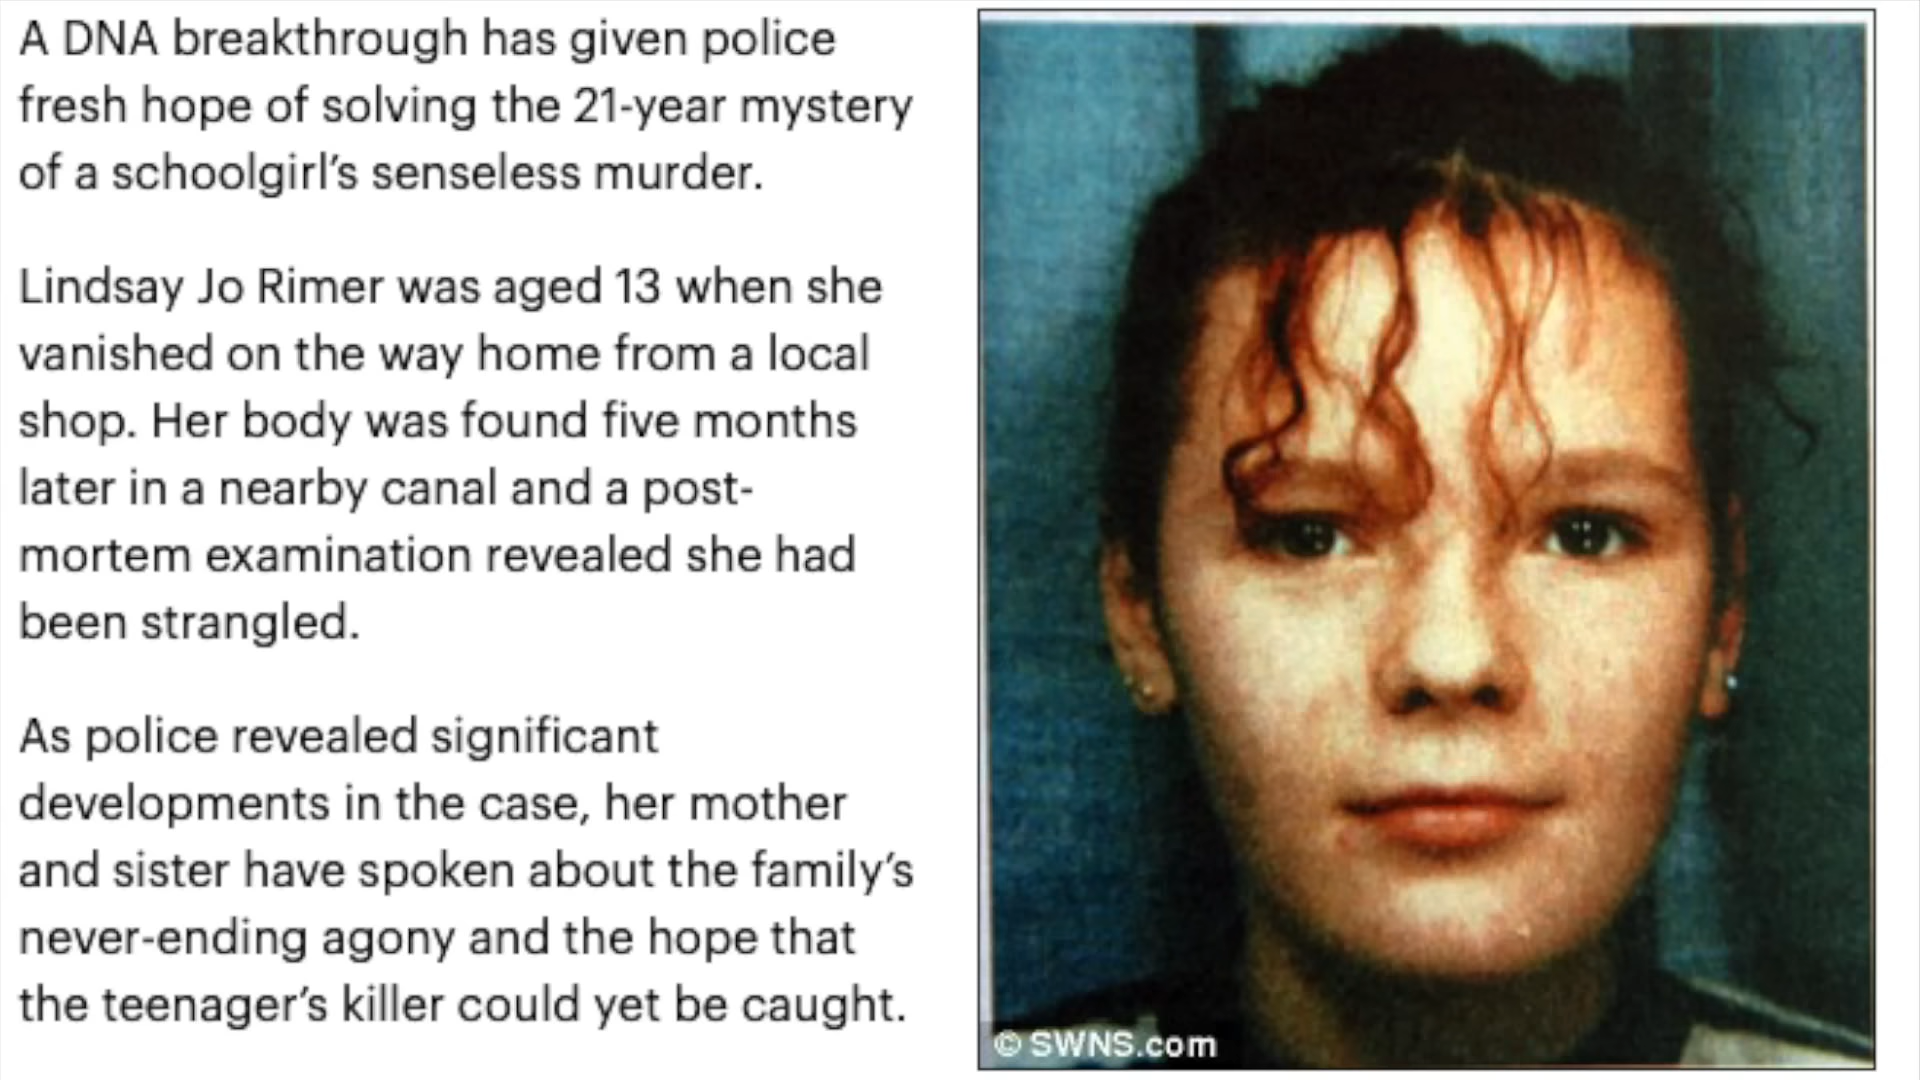 A DNA breakthrough has given police
fresh hope of solving the 21-year mystery
of a schoolgirl’s senseless murder.
Lindsay Jo Rimer was aged 13 when she
vanished on the way home from a local
shop. Her body was found five months
later in a nearby canal and a post-
mortem examination revealed she had
been strangled.
As police revealed significant
developments in the case, her mother
and sister have spoken about the family’s
never-ending agony and the hope that
the teenager’s killer could yet be caught.
© SWNS.com